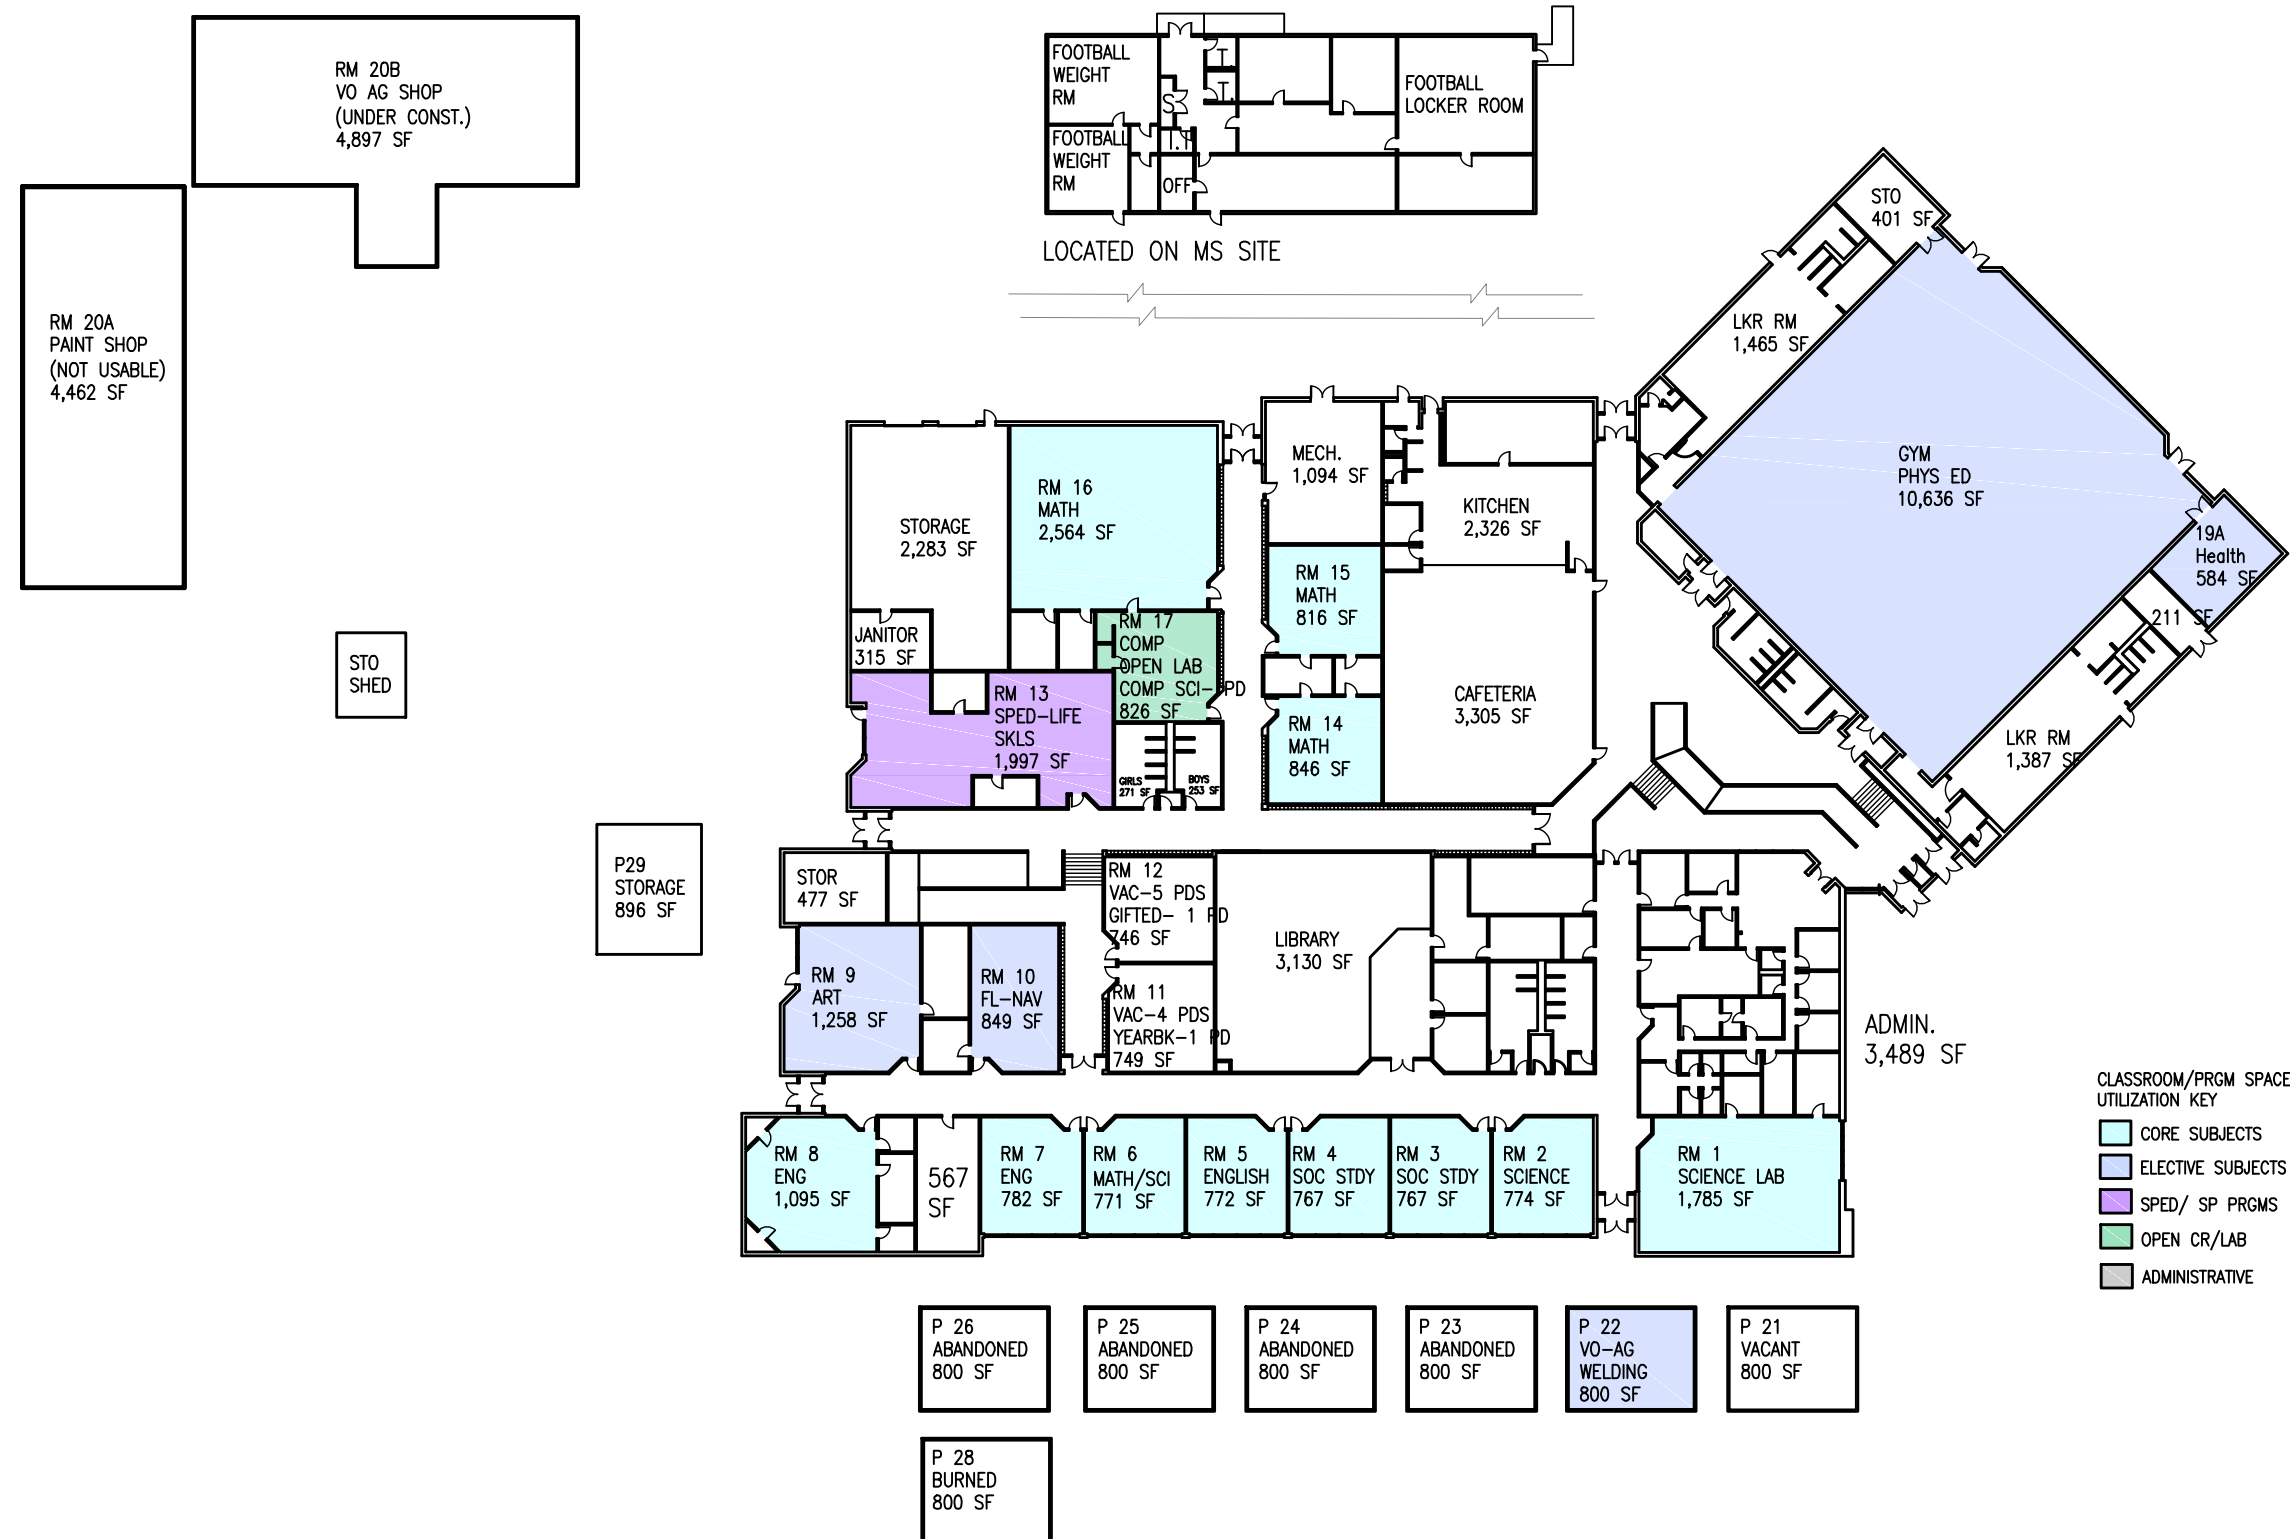 RM 20B
VO AG SHOP
(UNDER CONST.)
4,897 SF
RM 20A
PAINT SHOP
(NOT USABLE)
4,462 SF
FOOTBALL
WEIGHT
RM
FOOTBALL
WEIGHT
RM
T.
T.
S
T.T
OFF
FOOTBALL
LOCKER ROOM
LOCATED ON MS SITE
STO
401 SF
LKR RM
1,465 SF
GYM
PHYS ED
10,636 SF
19A
Health
584 SF
211 SF
LKR RM
1,387 SF
STORAGE
2,283 SF
RM 16
MATH
2,564 SF
MECH.
1,094 SF
KITCHEN
2,326 SF
RM 15
MATH
816 SF
JANITOR
315 SF
RM 17
COMP
OPEN LAB
COMP SCI- PD
826 SF
STO
SHED
RM 13
SPED-LIFE
SKLS
1,997 SF
GIRLS
271 SF
BOYS
253 SF
RM 14
MATH
846 SF
CAFETERIA
3,305 SF
P29
STORAGE
896 SF
STOR
477 SF
RM 12
VAC-5 PDS
GIFTED- 1 PD
746 SF
LIBRARY
3,130 SF
RM 9
ART
1,258 SF
RM 10
FL-NAV
849 SF
RM 11
VAC-4 PDS
YEARBK-1 PD
749 SF
ADMIN.
3,489 SF
RM 8
ENG
1,095 SF
567
SF
RM 7
ENG
782 SF
RM 6
MATH/SCI
771 SF
RM 5
ENGLISH
772 SF
RM 4
SOC STDY
767 SF
RM 3
SOC STDY
767 SF
RM 2
SCIENCE
774 SF
RM 1
SCIENCE LAB
1,785 SF
CLASSROOM/PRGM SPACE
UTILIZATION KEY
CORE SUBJECTS
ELECTIVE SUBJECTS
SPED/ SP PRGMS
OPEN CR/LAB
ADMINISTRATIVE
P 26
ABANDONED
800 SF
P 25
ABANDONED
800 SF
P 24
ABANDONED
800 SF
P 23
ABANDONED
800 SF
P 22
VO-AG
WELDING
800 SF
P 21
VACANT
800 SF
P 28
BURNED
800 SF